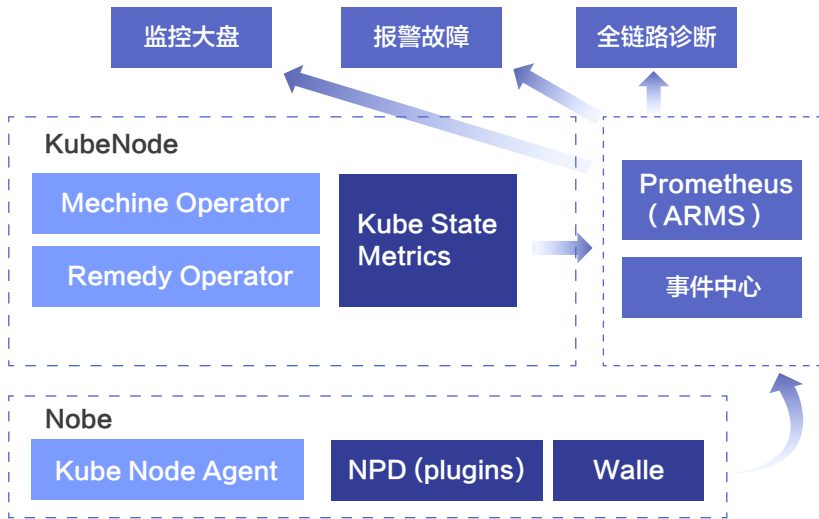 监控大盘
报警故障
全链路诊断
KubeNode
Mechine Operator
Remedy Operator
Kube State
Metrics
Prometheus
（ARMS）
事件中心
Nobe
Kube Node Agent
NPD（plugins）
Walle